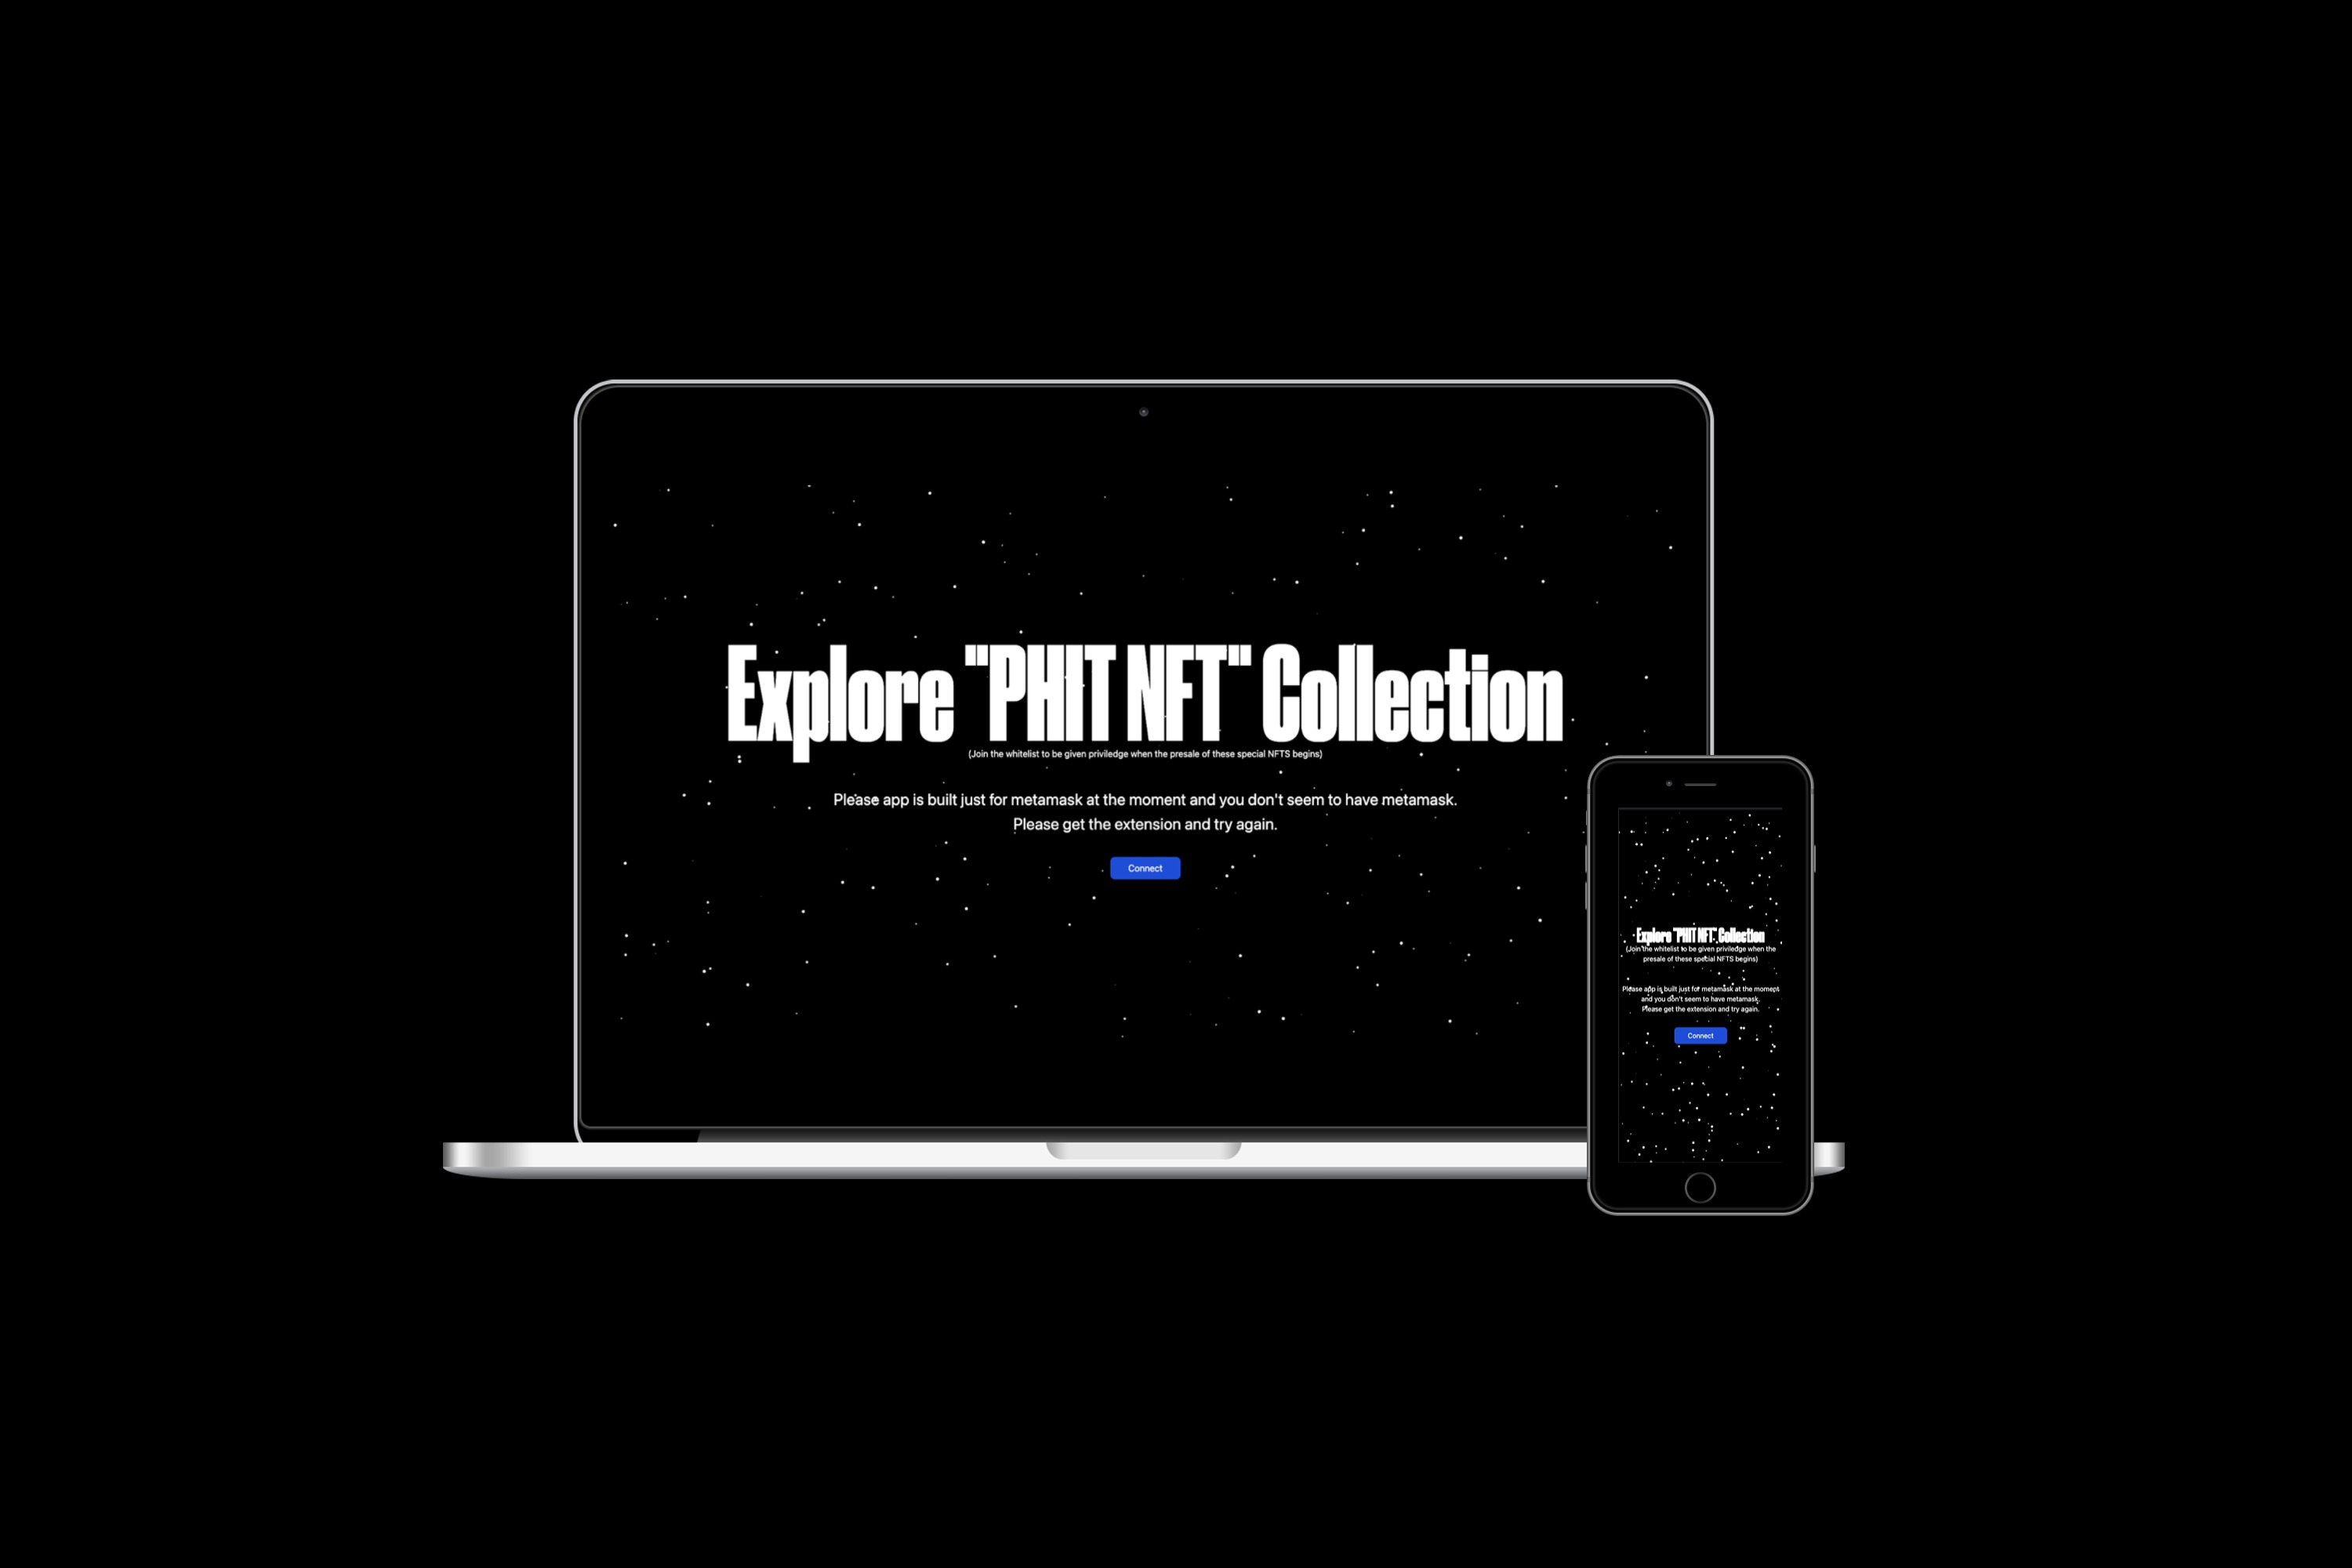 Explore "PHIT NFT" Collection
(Join the whitelist to be given priviledge when the presale of these special NFTS begins)
Please app is built just for metamask at the moment and you don't seem to have metamask.
Please get the extension and try again.
Connect
Explore "PHIT NFT" Collection
(Join the whitelist to be given priviledge when the
presale of these special NFTS begins)
Please app is built just for metamask at the moment
and you don't seem to have metamask.
Please get the extension and try again.
Connect